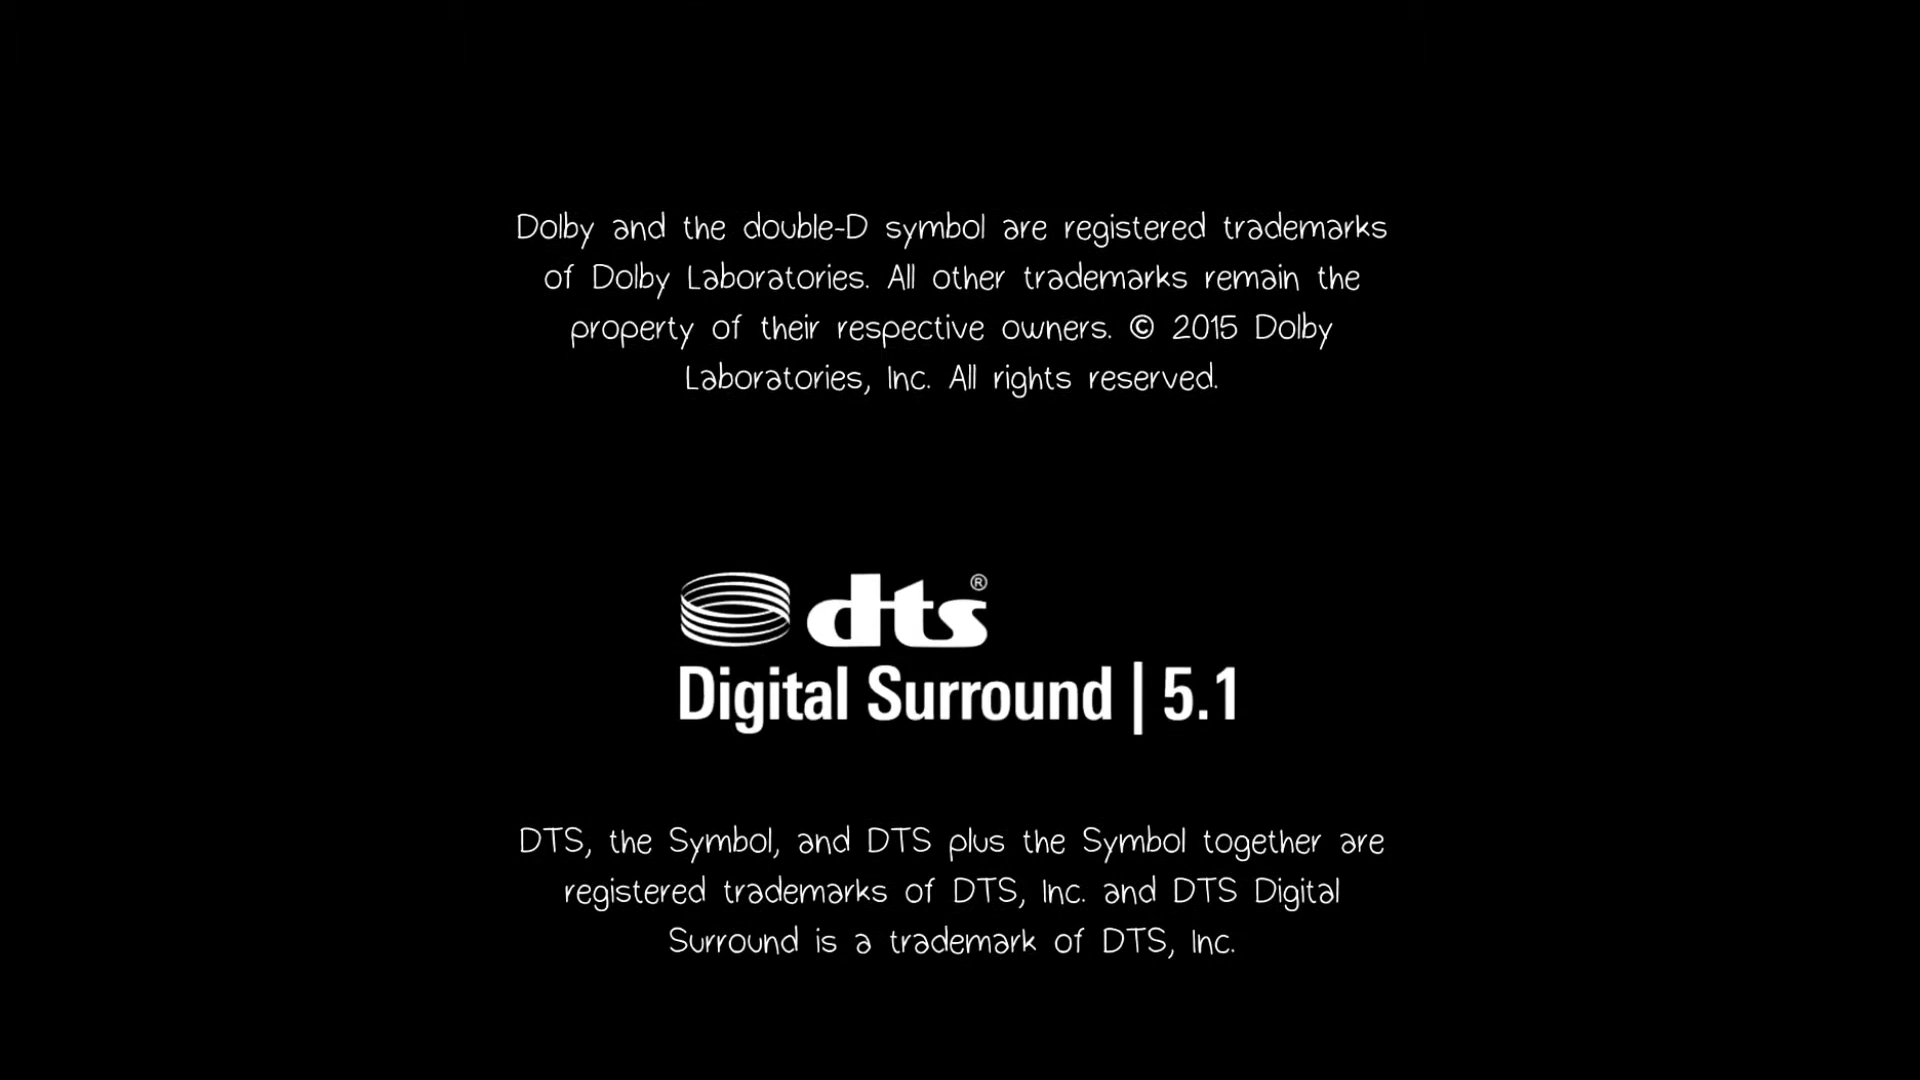 Dolby and the double-D symbol are registered trademarks
of Dolby Laboratories. All other trademarks remain the
property of their respective owners. © 2015 Dolby
Laboratories, Inc. All rights reserved.
dts®
Digital Surround | 5.1
DTS, the Symbol, and DTS plus the Symbol together are
registered trademarks of DTS, Inc. and DTS Digital
Surround is a trademark of DTS, Inc.